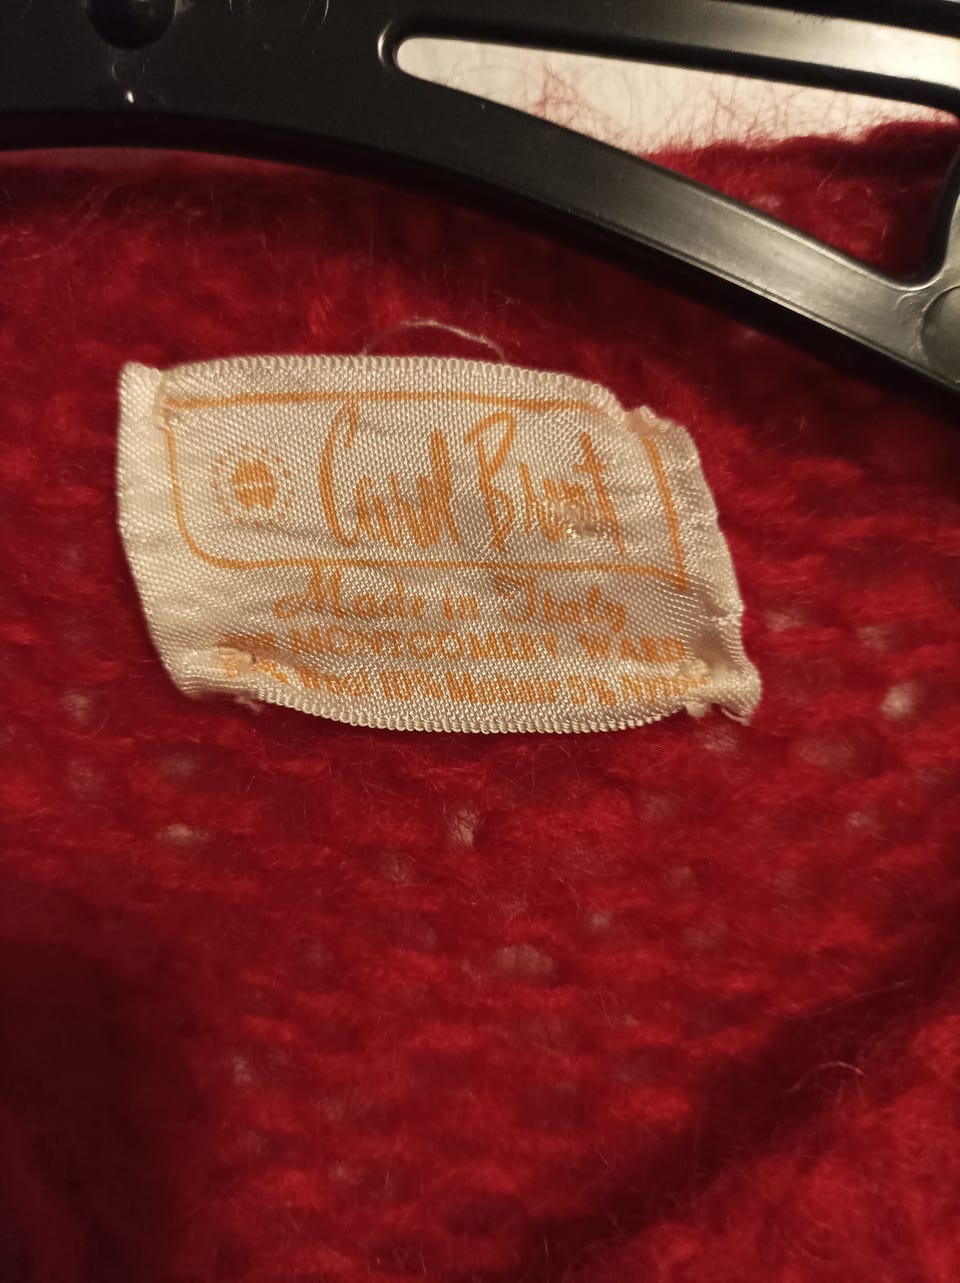 Carol Brent
Made in Italy
MONTGOMERY WARD
Wool 10% Mohair 5% Nylon